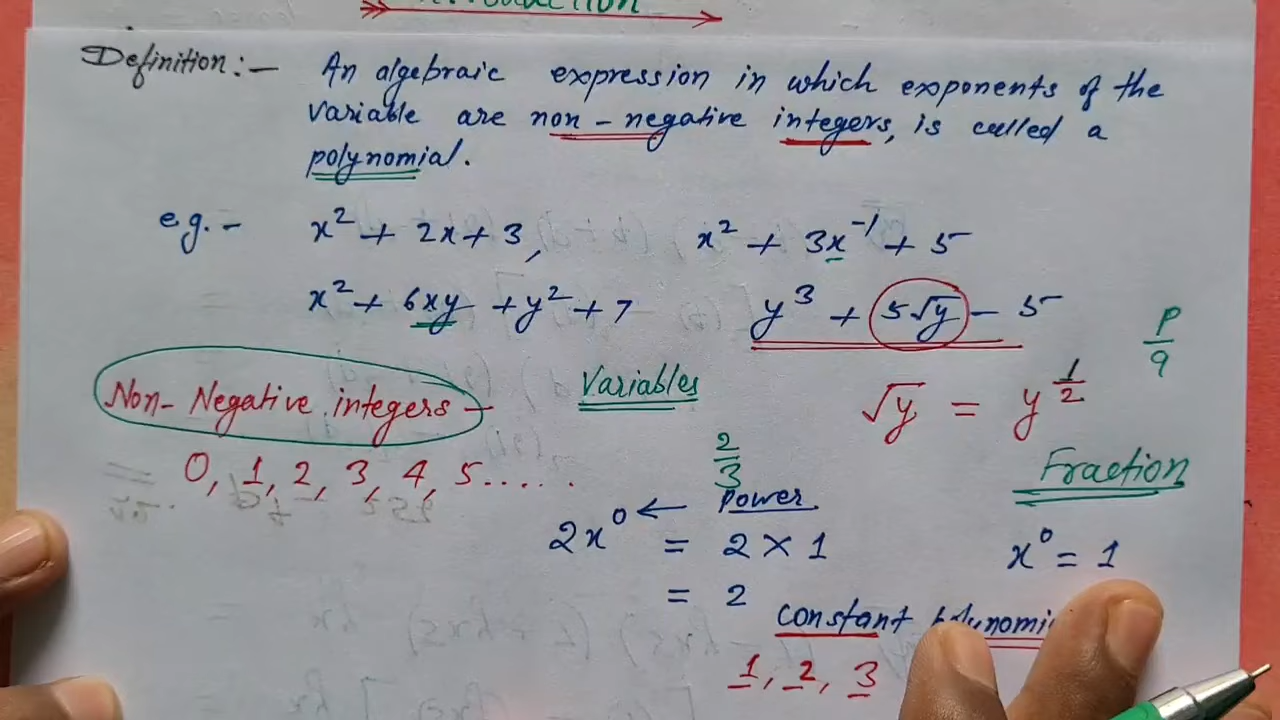 Definition:- An algebraic expression in which exponents of the
variable are non-negative integers, is called a
polynomial.
e.g.- x² + 2x + 3, x² + 3x⁻¹ + 5
x² + 6xy + y² + 7 y³ + 5√y - 5
P/q
Non-Negative integers - Variables √y = y^(1/2)
= 0, 1, 2, 3, 4, 5..... 2/3 Fraction
2x⁰ ← Power
= 2 × 1 x⁰ = 1
= 2
constant
1, 2, 3